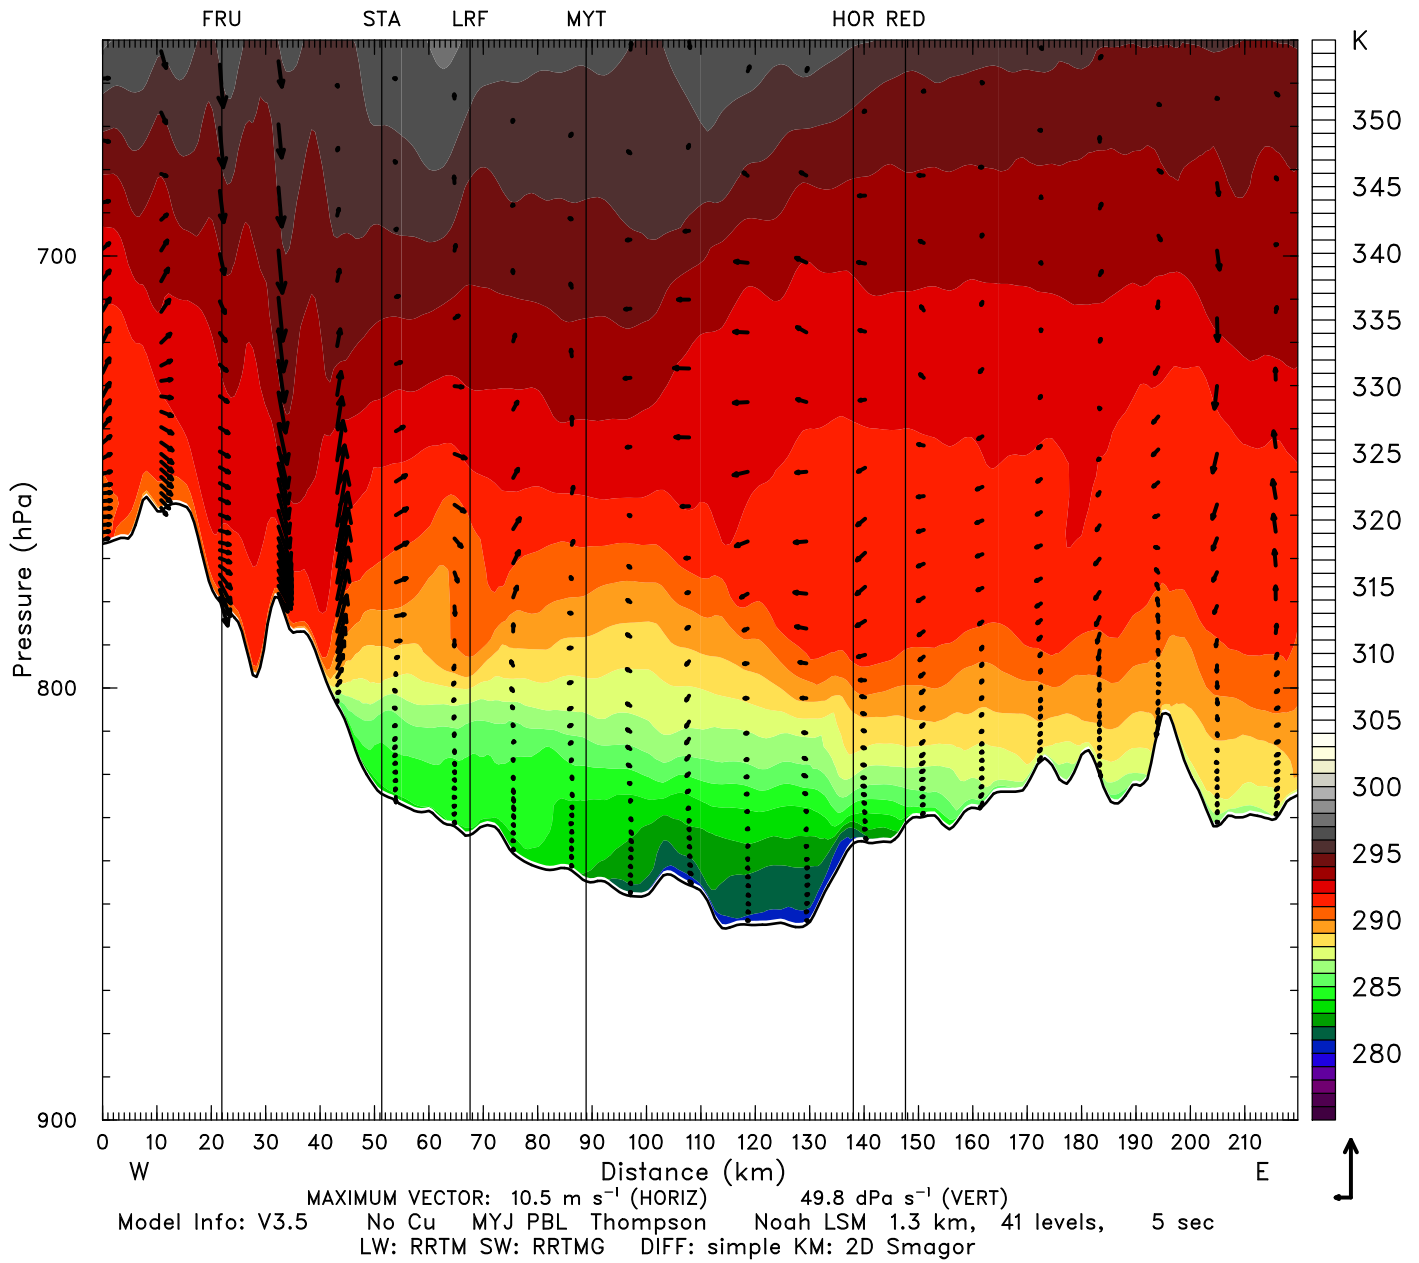 FRU STA LRF MYT HOR RED
K
350
345
700
340
335
330
325
320
Pressure (hPa)
315
310
800
305
300
295
290
285
280
900
0 10 20 30 40 50 60 70 80 90 100 110 120 130 140 150 160 170 180 190 200 210
W Distance (km) E
MAXIMUM VECTOR: 10.5 m s⁻¹ (HORIZ) 49.8 dPa s⁻¹ (VERT)
Model Info: V3.5 No Cu MYJ PBL Thompson Noah LSM 1.3 km, 41 levels, 5 sec
LW: RRTM SW: RRTMG DIFF: simple KM: 2D Smagor